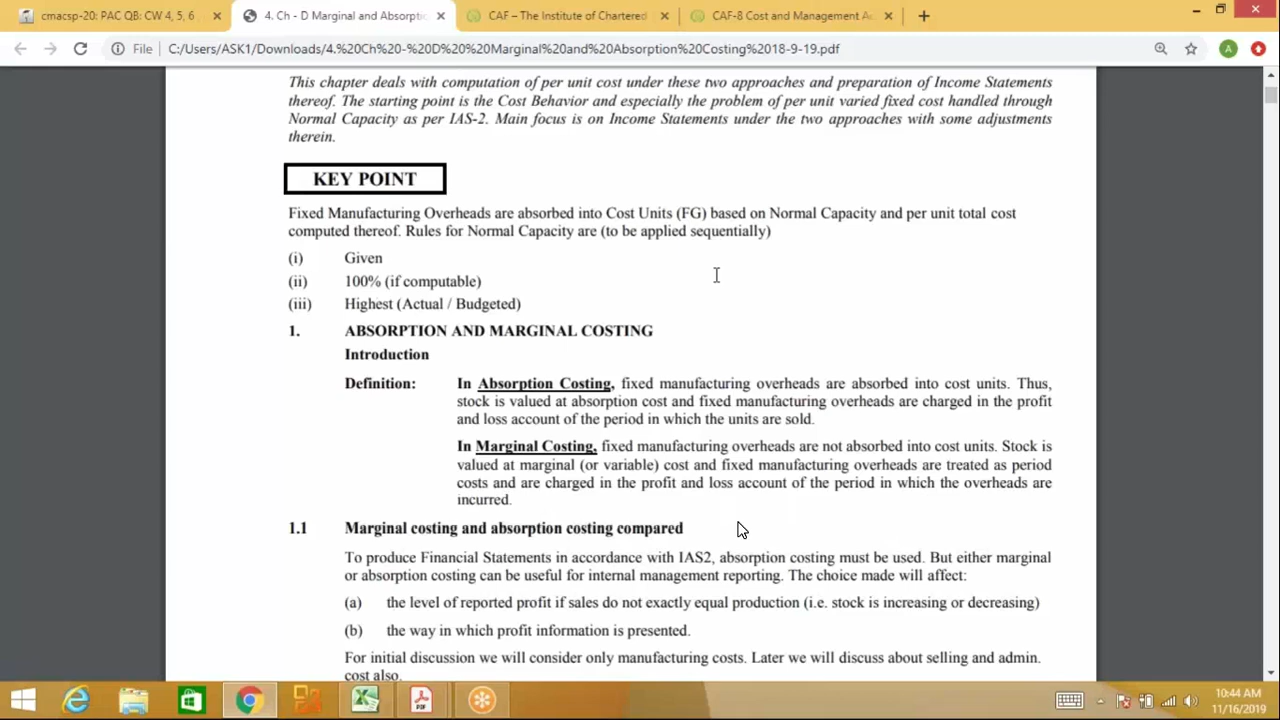 cmacsp-20: PAC QB: CW 4, 5, 6
4. Ch - D Marginal and Absorptio
CAF – The Institute of Chartered
CAF-8 Cost and Management A
File C:/Users/ASK1/Downloads/4.%20Ch%20-%20D%20%20Marginal%20and%20Absorption%20Costing%2018-9-19.pdf
A
This chapter deals with computation of per unit cost under these two approaches and preparation of Income Statements
thereof. The starting point is the Cost Behavior and especially the problem of per unit varied fixed cost handled through
Normal Capacity as per IAS-2. Main focus is on Income Statements under the two approaches with some adjustments
therein.
KEY POINT
Fixed Manufacturing Overheads are absorbed into Cost Units (FG) based on Normal Capacity and per unit total cost
computed thereof. Rules for Normal Capacity are (to be applied sequentially)
(i) Given
(ii) 100% (if computable)
(iii) Highest (Actual / Budgeted)
1. ABSORPTION AND MARGINAL COSTING
Introduction
Definition: In Absorption Costing, fixed manufacturing overheads are absorbed into cost units. Thus,
stock is valued at absorption cost and fixed manufacturing overheads are charged in the profit
and loss account of the period in which the units are sold.
In Marginal Costing, fixed manufacturing overheads are not absorbed into cost units. Stock is
valued at marginal (or variable) cost and fixed manufacturing overheads are treated as period
costs and are charged in the profit and loss account of the period in which the overheads are
incurred.
1.1 Marginal costing and absorption costing compared
To produce Financial Statements in accordance with IAS2, absorption costing must be used. But either marginal
or absorption costing can be useful for internal management reporting. The choice made will affect:
(a) the level of reported profit if sales do not exactly equal production (i.e. stock is increasing or decreasing)
(b) the way in which profit information is presented.
For initial discussion we will consider only manufacturing costs. Later we will discuss about selling and admin.
cost also.
PDF
10:44 AM
11/16/2019